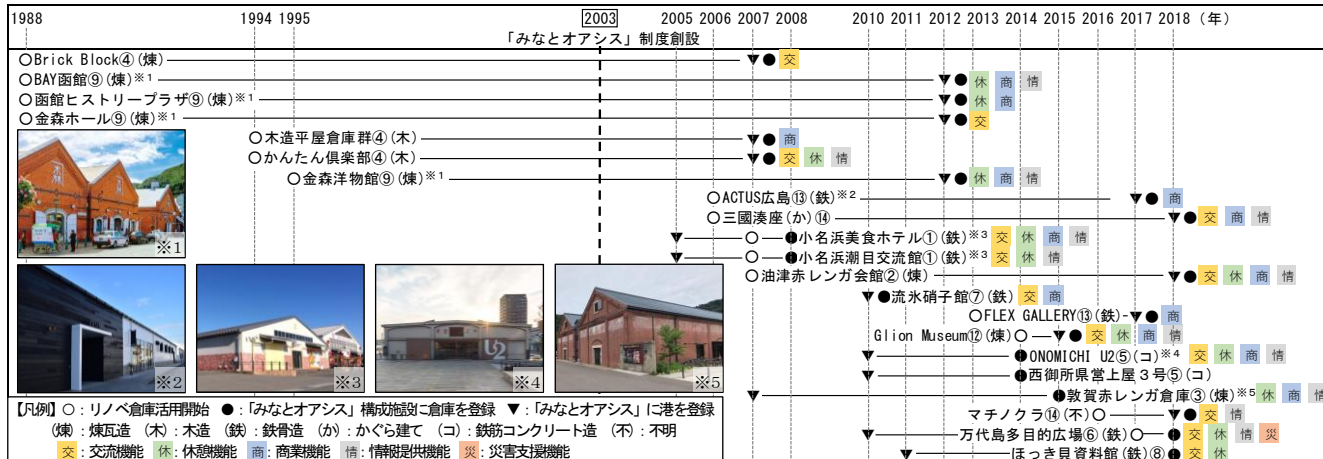 1988 1994 1995 2003 2005 2006 2007 2008 2010 2011 2012 2013 2014 2015 2016 2017 2018 (年)
「みなとオアシス」制度創設
○Brick Block④(煉) ▼● 交
○BAY函館⑨(煉)※1 ▼● 休 商 情
○函館ヒストリープラザ⑨(煉)※1 ▼● 休 商
○金森ホール⑨(煉)※1 ▼● 交
○木造平屋倉庫群④(木) ▼● 商
○かんたん倶楽部④(木) ▼● 交 休 情
○金森洋物館⑨(煉)※1 ▼● 休 商 情
○ACTUS広島⑬(鉄)※2 ▼● 商
○三國湊座(か)⑭ ▼● 交 商 情
▼ ○ ●小名浜美食ホテル①(鉄)※3 交 休 商 情
▼ ○ ●小名浜潮目交流館①(鉄)※3 交 休 情
○油津赤レンガ会館②(煉) ▼● 交 休 商 情
▼●流氷硝子館⑦(鉄) 交 商
○FLEX GALLERY⑬(鉄) ▼● 商
Glion Museum⑫(煉)○ ▼● 交 休 商 情
▼ ●ONOMICHI U2⑤(コ)※4 交 休 商 情
▼ ●西御所県営上屋3号⑤(コ)
▼ ●敦賀赤レンガ倉庫③(煉)※5 休 商 情
マチノクラ⑭(不)○ ▼● 交 情
▼ 万代島多目的広場⑥(鉄)○ ● 交 休 情 災
▼ ほっき貝資料館(鉄)⑧● 交 休
※1
※2
※3
U2
※4
※5
【凡例】○:リノベ倉庫活用開始 ●:「みなとオアシス」構成施設に倉庫を登録 ▼:「みなとオアシス」に港を登録
(煉):煉瓦造 (木):木造 (鉄):鉄骨造 (か):かぐら建て (コ):鉄筋コンクリート造 (不):不明
交:交流機能 休:休憩機能 商:商業機能 情:情報提供機能 災:災害支援機能